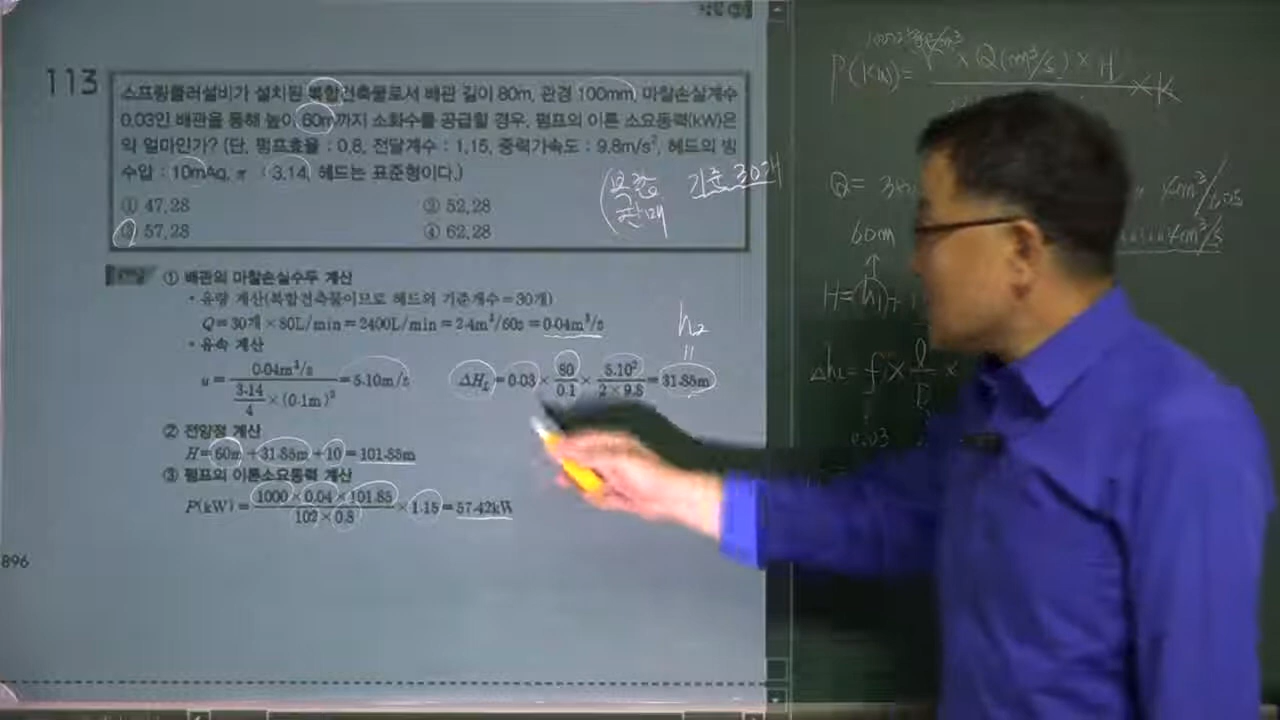 113
스프링클러설비가 설치된 복합건축물로서 배관 길이 80m, 관경 100mm, 마찰손실계수
0.03인 배관을 통해 높이 60m까지 소화수를 공급할 경우, 펌프의 이론 소요동력(kW)은
약 얼마인가? (단, 펌프효율 : 0.8, 전달계수 : 1.15, 중력가속도 : 9.8m/s², 헤드의 방
수압 : 10mAq, π : 3.14, 헤드는 표준형이다.)
① 47.28 ② 52.28
③ 57.28 ④ 62.28
기준 30개
판매
① 배관의 마찰손실수두 계산
• 유량 계산(복합건축물이므로 헤드의 기준개수=30개)
Q=30개×80L/min=2400L/min=2.4m³/60s=0.04m³/s
• 유속 계산
u = 0.04m³/s / (3.14/4 × (0.1m)²) = 5.10m/s
h₂
=
ΔH_L = 0.03 × 80/0.1 × 5.10²/(2×9.8) = 31.85m
② 전양정 계산
H=60m+31.85m+10=101.85m
③ 펌프의 이론소요동력 계산
P(kW) = (1000×0.04×101.85)/(102×0.8) × 1.15 = 57.42kW
896
P(kW)= × Q(m³/s) × H × K
Q=
60m
↑
H=(h₁)+
Δh_L = f × l/D ×
0.03